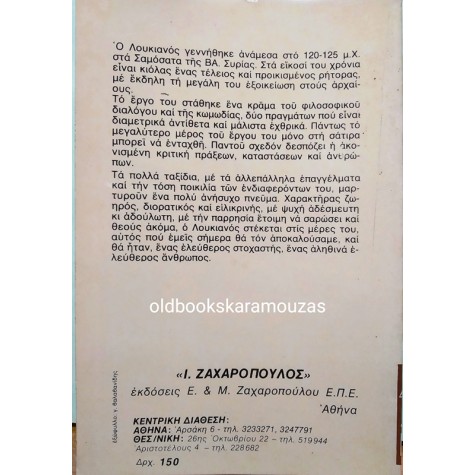 Ὁ Λουκιανός γεννήθηκε ἀνάμεσα στό 120-125 μ.Χ.
στά Σαμόσατα τῆς ΒΑ. Συρίας. Στά εἴκοσί του χρόνια
εἶναι κιόλας ἕνας τέλειος καί προικισμένος ρήτορας,
μέ ἔκδηλη τή μεγάλη του ἐξοικείωση στούς ἀρχαί-
ους.
Τό ἔργο του στάθηκε ἕνα κράμα τοῦ φιλοσοφικοῦ
διαλόγου καί τῆς κωμωδίας, δύο πραγμάτων πού εἶναι
διαμετρικά ἀντίθετα καί μάλιστα ἐχθρικά. Πάντως τό
μεγαλύτερο μέρος τοῦ ἔργου του μόνο στή σάτιρα
μπορεῖ νά ἐνταχθῆ. Παντοῦ σχεδόν δεσπόζει ἡ ἀκο-
νισμένη κριτική πράξεων, καταστάσεων καί ἀνθρώ-
πων.
Τά πολλά ταξίδια, μέ τά ἀλλεπάλληλα ἐπαγγέλματα
καί τήν τόση ποικιλία τῶν ἐνδιαφερόντων του, μαρ-
τυροῦν ἕνα πολύ ἀνήσυχο πνεῦμα. Χαρακτήρας ζω-
ηρός, διορατικός καί εἰλικρινής, μέ ψυχή ἀδέσμευτη
κι ἀδούλωτη, μέ τήν παρρησία ἕτοιμη νά σαρώσει καί
θεούς ἀκόμα, ὁ Λουκιανός στέκεται στίς μέρες του,
αὐτός πού ἐμεῖς σήμερα θά τόν ἀποκαλούσαμε, καί
θά ἦταν, ἕνας ἐλεύθερος στοχαστής, ἕνας ἀληθινά ἐ-
λεύθερος ἄνθρωπος.
oldbookskaramouzas
«Ι. ΖΑΧΑΡΟΠΟΥΛΟΣ»
ἐκδόσεις Ε. & Μ. Ζαχαροπούλου Ε.Π.Ε.
Ἀθήνα
ΚΕΝΤΡΙΚΗ ΔΙΑΘΕΣΗ:
ΑΘΗΝΑ: Ἀρσάκη 6 - τηλ. 3233271, 3247791
ΘΕΣ/ΝΙΚΗ: 26ης Ὀκτωβρίου 22 – τηλ. 519944
Ἀριστοτέλους 4 – τηλ. 228682
Δρχ. 150
ἐξώφυλλο: γ. βαλαβανίδης